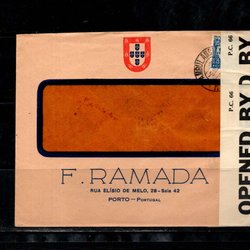 F. RAMADA
RUA ELÍSIO DE MELO, 28-Sala 42
PORTO — PORTUGAL
P.C. 66
P.C. 66
OPENED BY